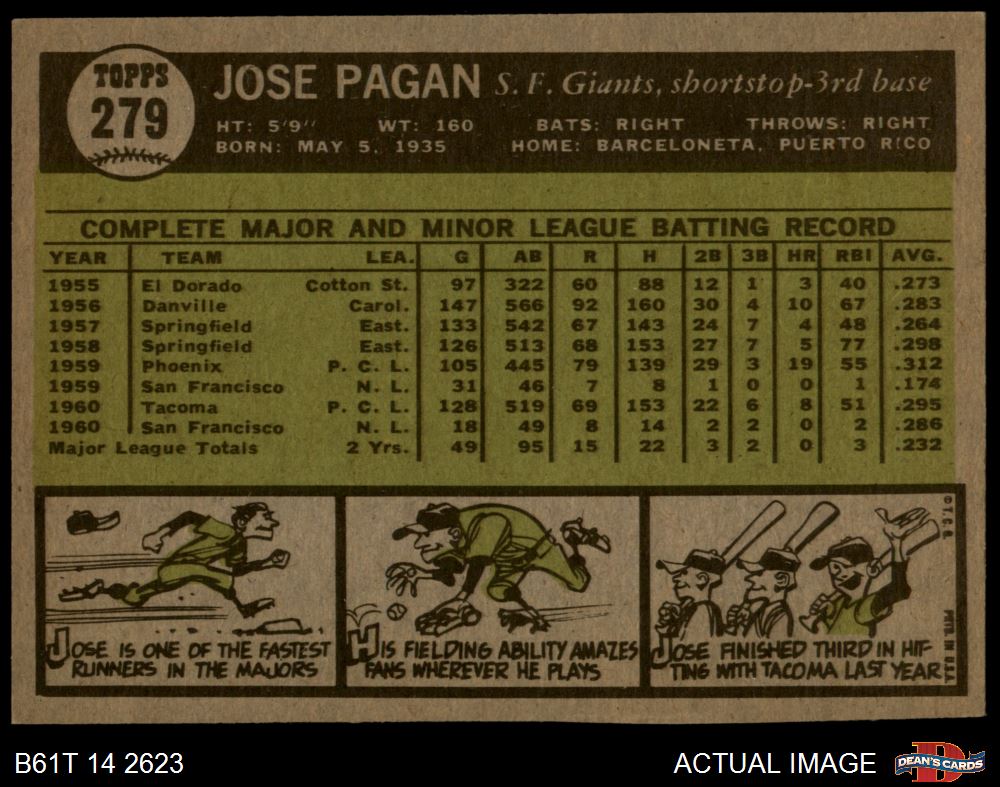 TOPPS
279
JOSE PAGAN S. F. Giants, shortstop-3rd base
HT: 5'9" WT: 160 BATS: RIGHT THROWS: RIGHT
BORN: MAY 5, 1935 HOME: BARCELONETA, PUERTO RICO
COMPLETE MAJOR AND MINOR LEAGUE BATTING RECORD
YEAR TEAM LEA. G AB R H 2B 3B HR RBI AVG.
1955 El Dorado Cotton St. 97 322 60 88 12 1 3 40 .273
1956 Danville Carol. 147 566 92 160 30 4 10 67 .283
1957 Springfield East. 133 542 67 143 24 7 4 48 .264
1958 Springfield East. 126 513 68 153 27 7 5 77 .298
1959 Phoenix P. C. L. 105 445 79 139 29 3 19 55 .312
1959 San Francisco N. L. 31 46 7 8 1 0 0 1 .174
1960 Tacoma P. C. L. 128 519 69 153 22 6 8 51 .295
1960 San Francisco N. L. 18 49 8 14 2 2 0 2 .286
Major League Totals 2 Yrs. 49 95 15 22 3 2 0 3 .232
JOSE IS ONE OF THE FASTEST
RUNNERS IN THE MAJORS
HIS FIELDING ABILITY AMAZES
FANS WHEREVER HE PLAYS
JOSE FINISHED THIRD IN HIT-
TING WITH TACOMA LAST YEAR
© T. C. G.
PRTD. IN U.S.A.
B61T 14 2623
ACTUAL IMAGE
DEAN'S CARDS